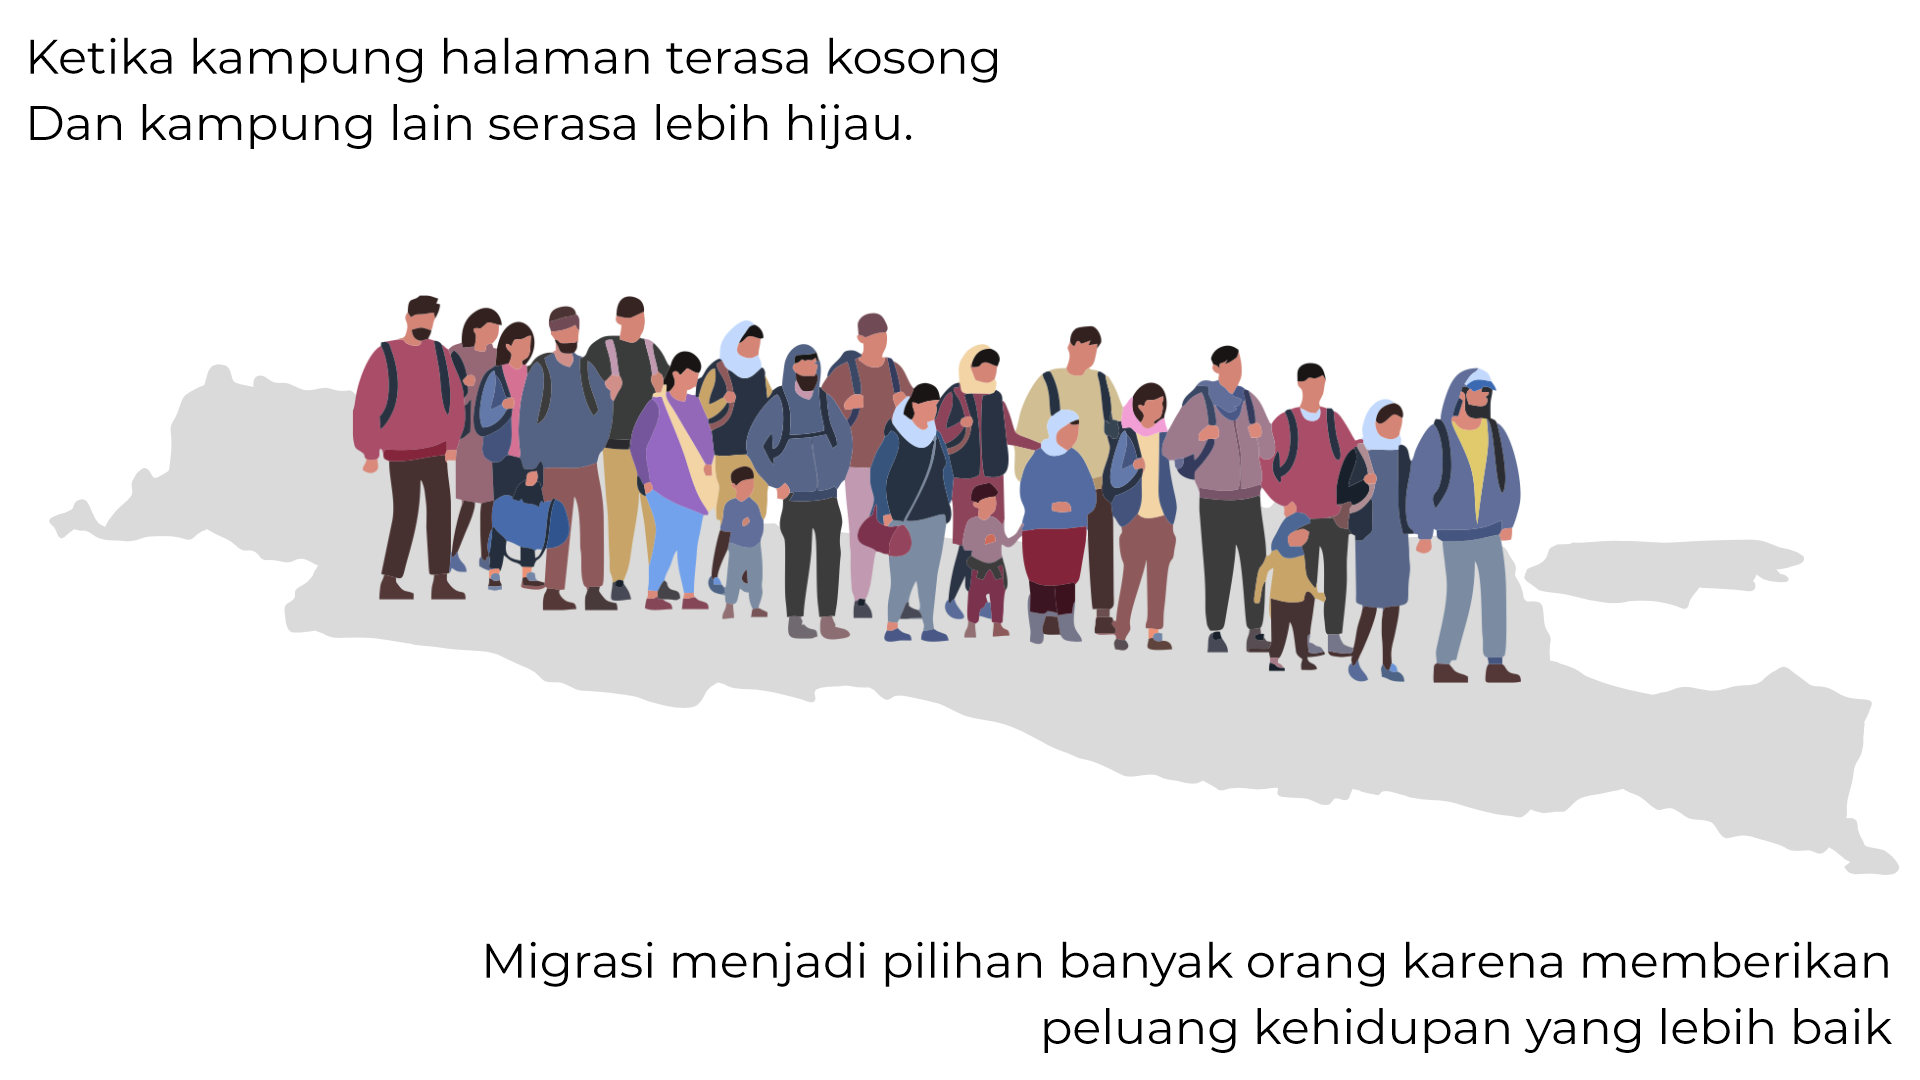 Ketika kampung halaman terasa kosong
Dan kampung lain serasa lebih hijau.
Migrasi menjadi pilihan banyak orang karena memberikan
peluang kehidupan yang lebih baik